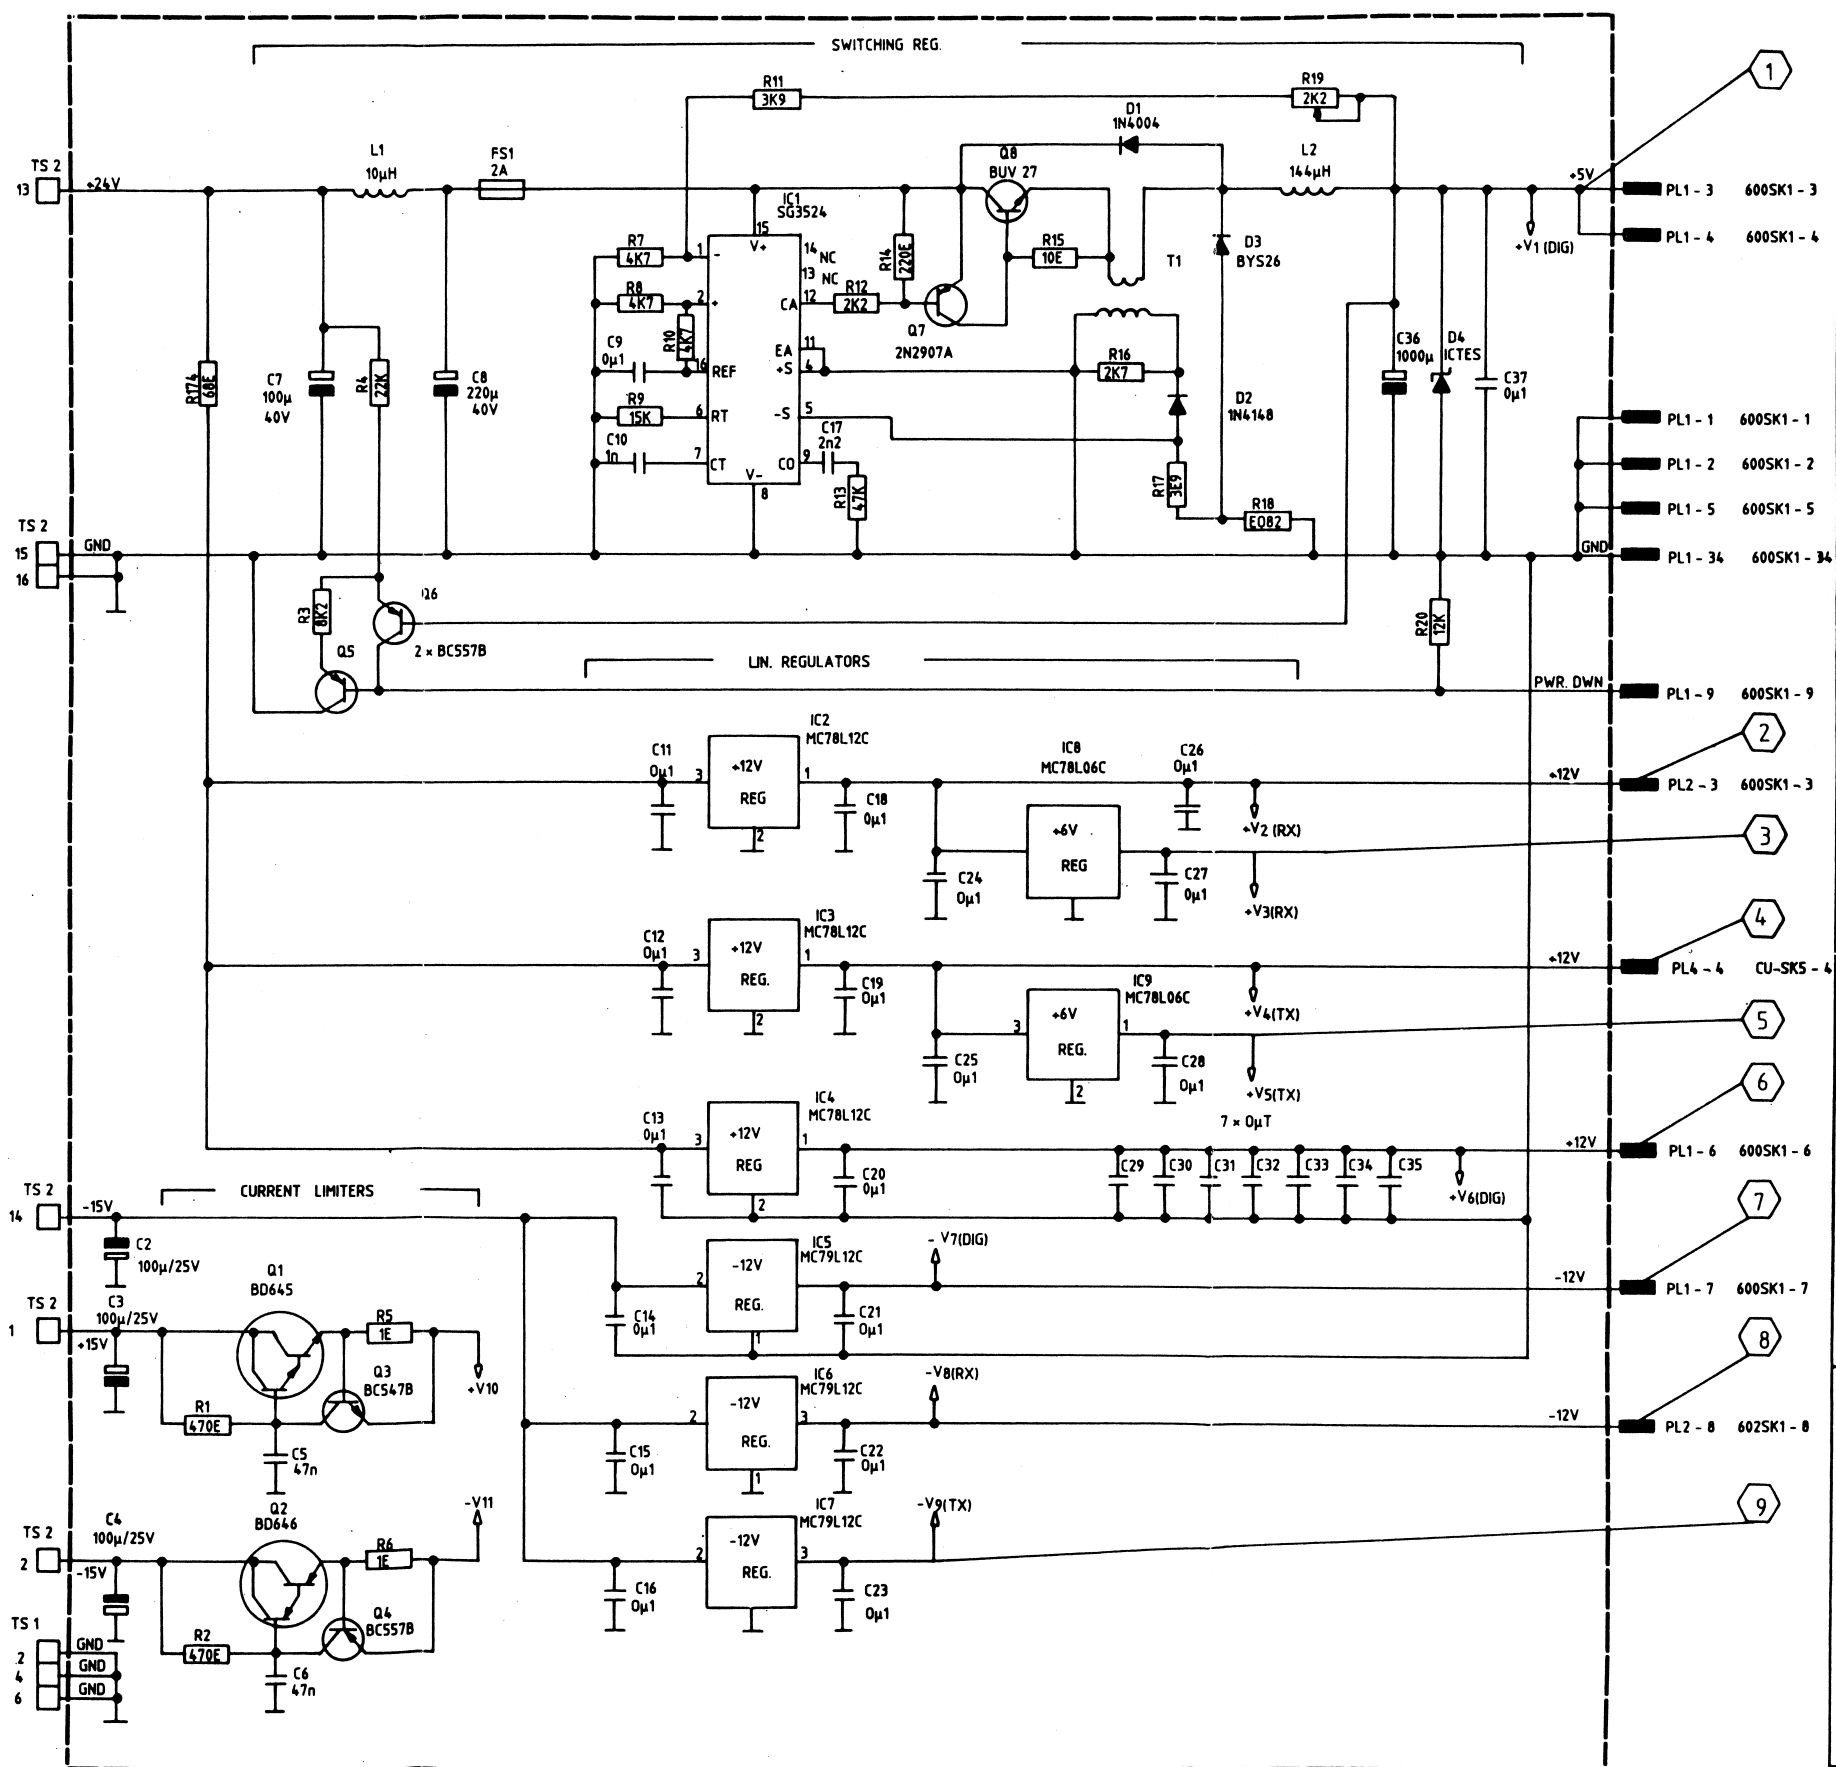 SWITCHING REG.
1
R11
3K9
R19
2K2
D1
1N4004
TS 2
13
+24V
L1
10µH
FS1
2A
Q8
BUV 27
L2
144µH
+5V
PL1-3 600SK1-3
IC1
SG3524
15
V+
R7
4K7
1
-
14 NC
13 NC
R14
220E
R15
10E
T1
D3
BYS26
+V1 (DIG)
PL1-4 600SK1-4
R8
4K7
2
+
CA
12
R12
2K2
Q7
2N2907A
R10
4K7
C9
0µ1
16
REF
EA
11
+S
4
R16
2K7
C36
1000µ
D4
ICTES
C37
0µ1
R174
68E
C7
100µ
40V
R4
22K
C8
220µ
40V
R9
15K
6
RT
-S
5
D2
1N4148
PL1-1 600SK1-1
C10
1n
7
CT
V-
8
CO
9
C17
2n2
R13
47K
R17
3E9
R18
E082
PL1-2 600SK1-2
PL1-5 600SK1-5
TS 2
15
GND
16
GND
PL1-34 600SK1-34
R3
8K2
Q6
2 × BC557B
Q5
R20
12K
LIN. REGULATORS
PWR. DWN
PL1-9 600SK1-9
2
C11
0µ1
IC2
MC78L12C
3
+12V
REG
1
2
C18
0µ1
IC8
MC78L06C
+6V
REG
C26
0µ1
+V2 (RX)
+12V
PL2-3 600SK1-3
3
C24
0µ1
C27
0µ1
+V3(RX)
4
C12
0µ1
IC3
MC78L12C
3
+12V
REG.
1
2
C19
0µ1
IC9
MC78L06C
3
+6V
REG.
1
2
+V4(TX)
+12V
PL4-4 CU-SK5-4
5
C25
0µ1
C28
0µ1
+V5(TX)
6
C13
0µ1
IC4
MC78L12C
3
+12V
REG
1
2
C20
0µ1
7 × 0µT
C29
C30
C31
C32
C33
C34
C35
+V6(DIG)
+12V
PL1-6 600SK1-6
7
TS 2
14
-15V
CURRENT LIMITERS
C2
100µ/25V
IC5
MC79L12C
2
-12V
REG.
1
C14
0µ1
C21
0µ1
- V7(DIG)
-12V
PL1-7 600SK1-7
8
TS 2
1
C3
100µ/25V
+15V
Q1
BD645
R5
1E
Q3
BC547B
+V10
R1
470E
C5
47n
IC6
MC79L12C
2
-12V
REG.
3
1
C15
0µ1
C22
0µ1
-V8(RX)
-12V
PL2-8 602SK1-8
9
TS 2
2
C4
100µ/25V
-15V
Q2
BD646
R6
1E
Q4
BC557B
-V11
R2
470E
C6
47n
IC7
MC79L12C
2
-12V
REG.
3
C16
0µ1
C23
0µ1
-V9(TX)
TS 1
2
GND
4
GND
6
GND